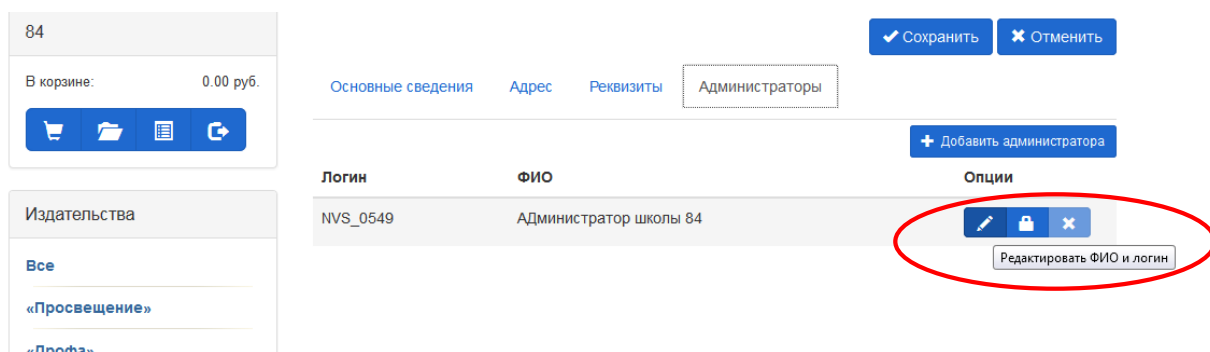 84
В корзине: 0.00 руб.
Издательства
Все
«Просвещение»
«Дрофа»
Сохранить Отменить
Основные сведения Адрес Реквизиты Администраторы
Добавить администратора
Логин ФИО Опции
NVS_0549 АДминистратор школы 84
Редактировать ФИО и логин